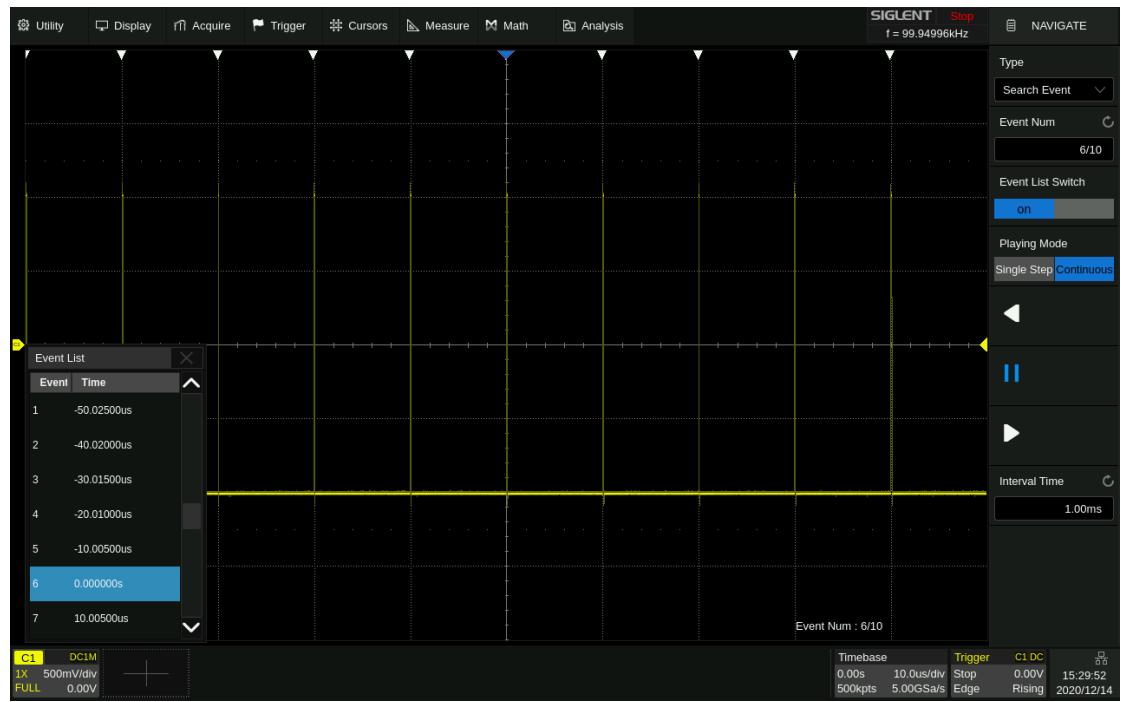 Utility Display Acquire Trigger Cursors Measure Math Analysis SIGLENT Stop
f = 99.94996kHz
NAVIGATE
Type
Search Event
Event Num
6/10
Event List Switch
on
Playing Mode
Single Step Continuous
Interval Time
1.00ms
C1
Event List
Event Time
1 -50.02500us
2 -40.02000us
3 -30.01500us
4 -20.01000us
5 -10.00500us
6 0.000000s
7 10.00500us
Event Num : 6/10
C1 DC1M
1X 500mV/div
FULL 0.00V
Timebase
0.00s 10.0us/div
500kpts 5.00GSa/s
Trigger C1 DC
Stop 0.00V
Edge Rising
15:29:52
2020/12/14